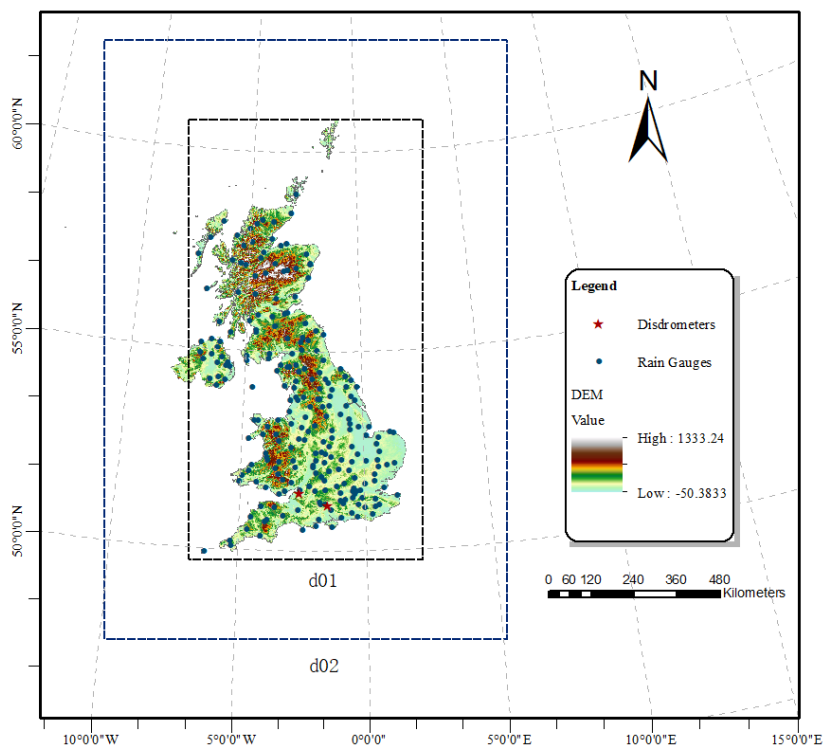 N
60°0'0"N
55°0'0"N
50°0'0"N
Legend
Disdrometers
Rain Gauges
DEM
Value
High : 1333.24
Low : -50.3833
d01
0 60 120 240 360 480
Kilometers
d02
10°0'0"W 5°0'0"W 0°0'0" 5°0'0"E 10°0'0"E 15°0'0"E